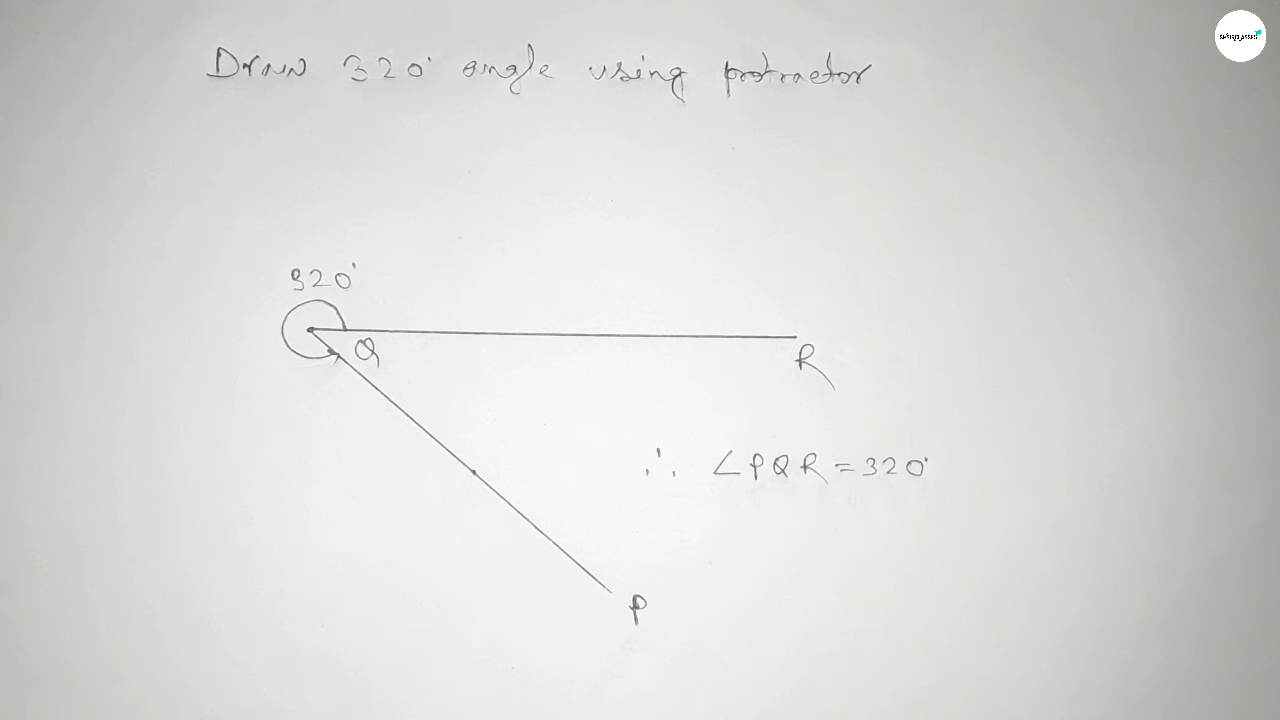 Draw 320° angle using protractor
320°
Q
R
∴ ∠PQR = 320°
P